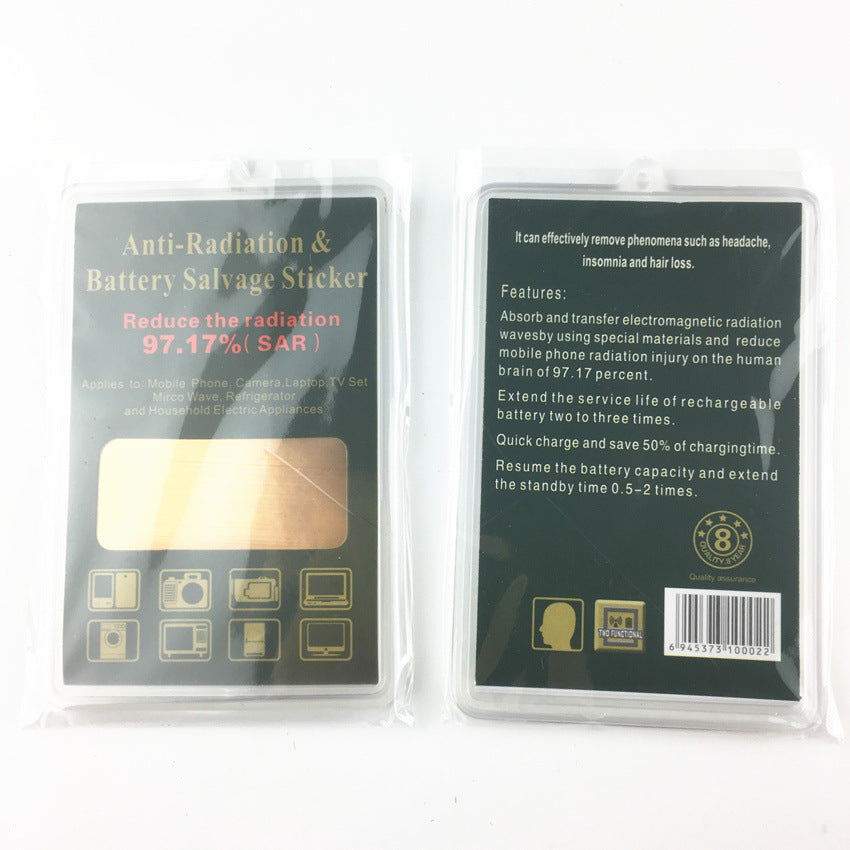 Anti-Radiation &
Battery Salvage Sticker
Reduce the radiation
97.17%( SAR )
Applies to: Mobile Phone, Camera,Laptop,TV Set
Mirco Wave, Refrigerator
and Household Electric Appliances
It can effectively remove phenomena such as headache,
insomnia and hair loss.
Features:
Absorb and transfer electromagnetic radiation
wavesby using special materials and reduce
mobile phone radiation injury on the human
brain of 97.17 percent.
Extend the service life of rechargeable
battery two to three times.
Quick charge and save 50% of chargingtime.
Resume the battery capacity and extend
the standby time 0.5–2 times.
8
QUALITY.8YEAR
Quality assurance
TWO FUNCTIONAL
6 945373 100022